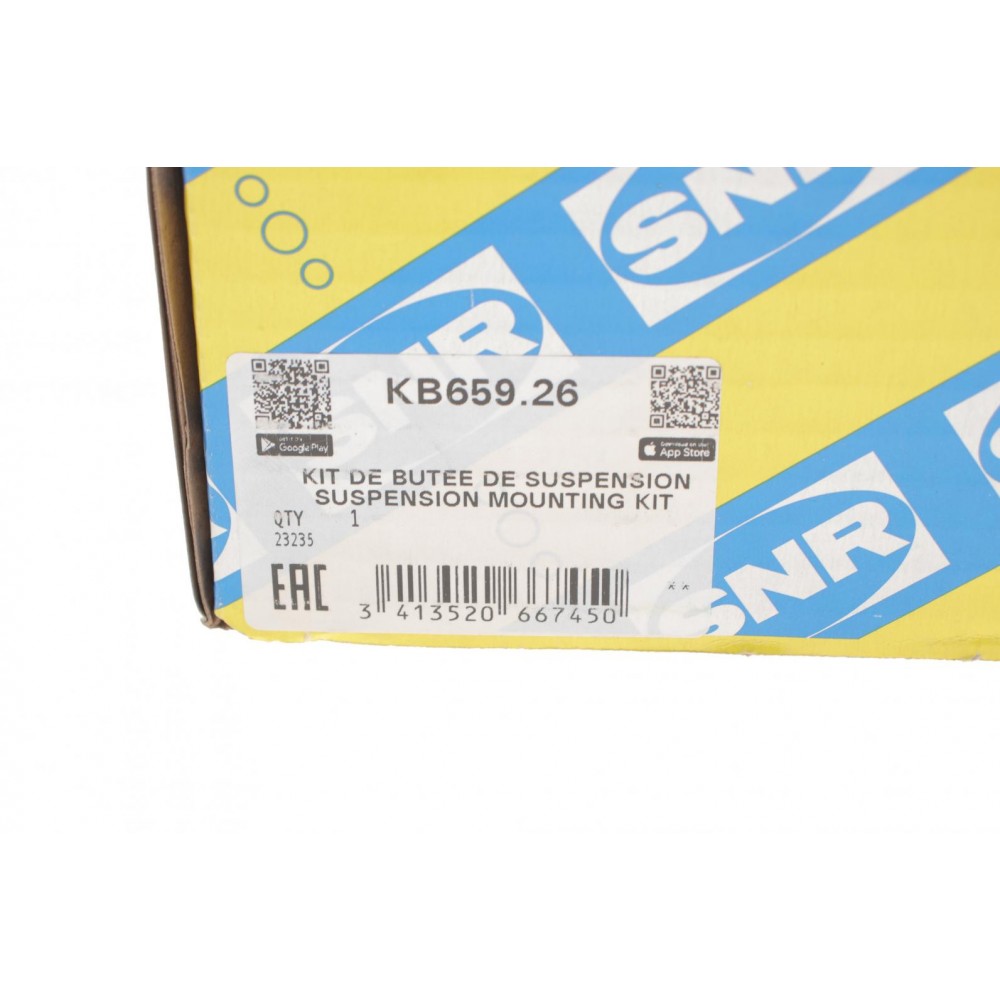 SNR
SNR
KB659.26
Google Play
App Store
KIT DE BUTEE DE SUSPENSION
SUSPENSION MOUNTING KIT
QTY 1
23235
EAC
3 413520 667450
**
SNR